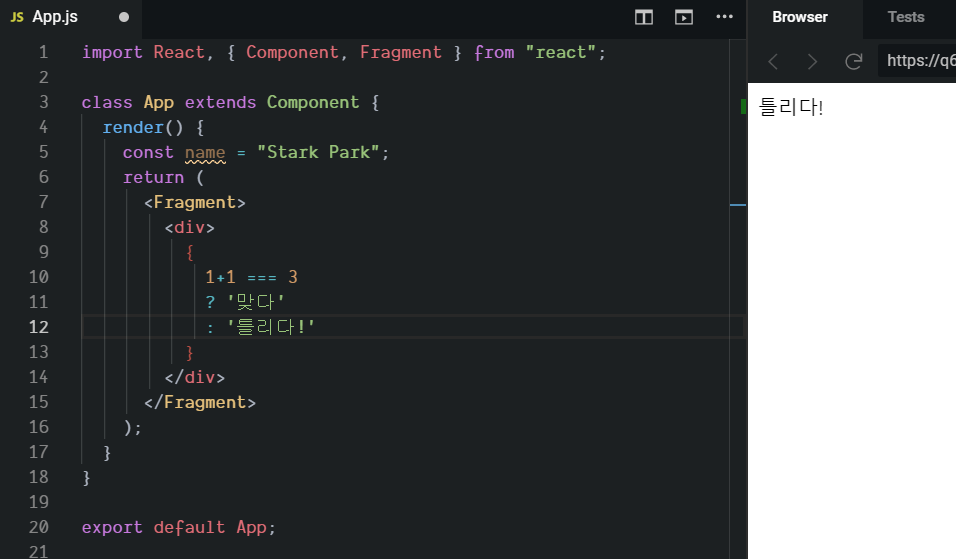 JS App.js
Browser
Tests
https://q6
1 import React, { Component, Fragment } from "react";
2
3 class App extends Component {
4 render() {
5 const name = "Stark Park";
6 return (
7 <Fragment>
8 <div>
9 {
10 1+1 === 3
11 ? '맞다'
12 : '틀리다!'
13 }
14 </div>
15 </Fragment>
16 );
17 }
18 }
19
20 export default App;
21
틀리다!